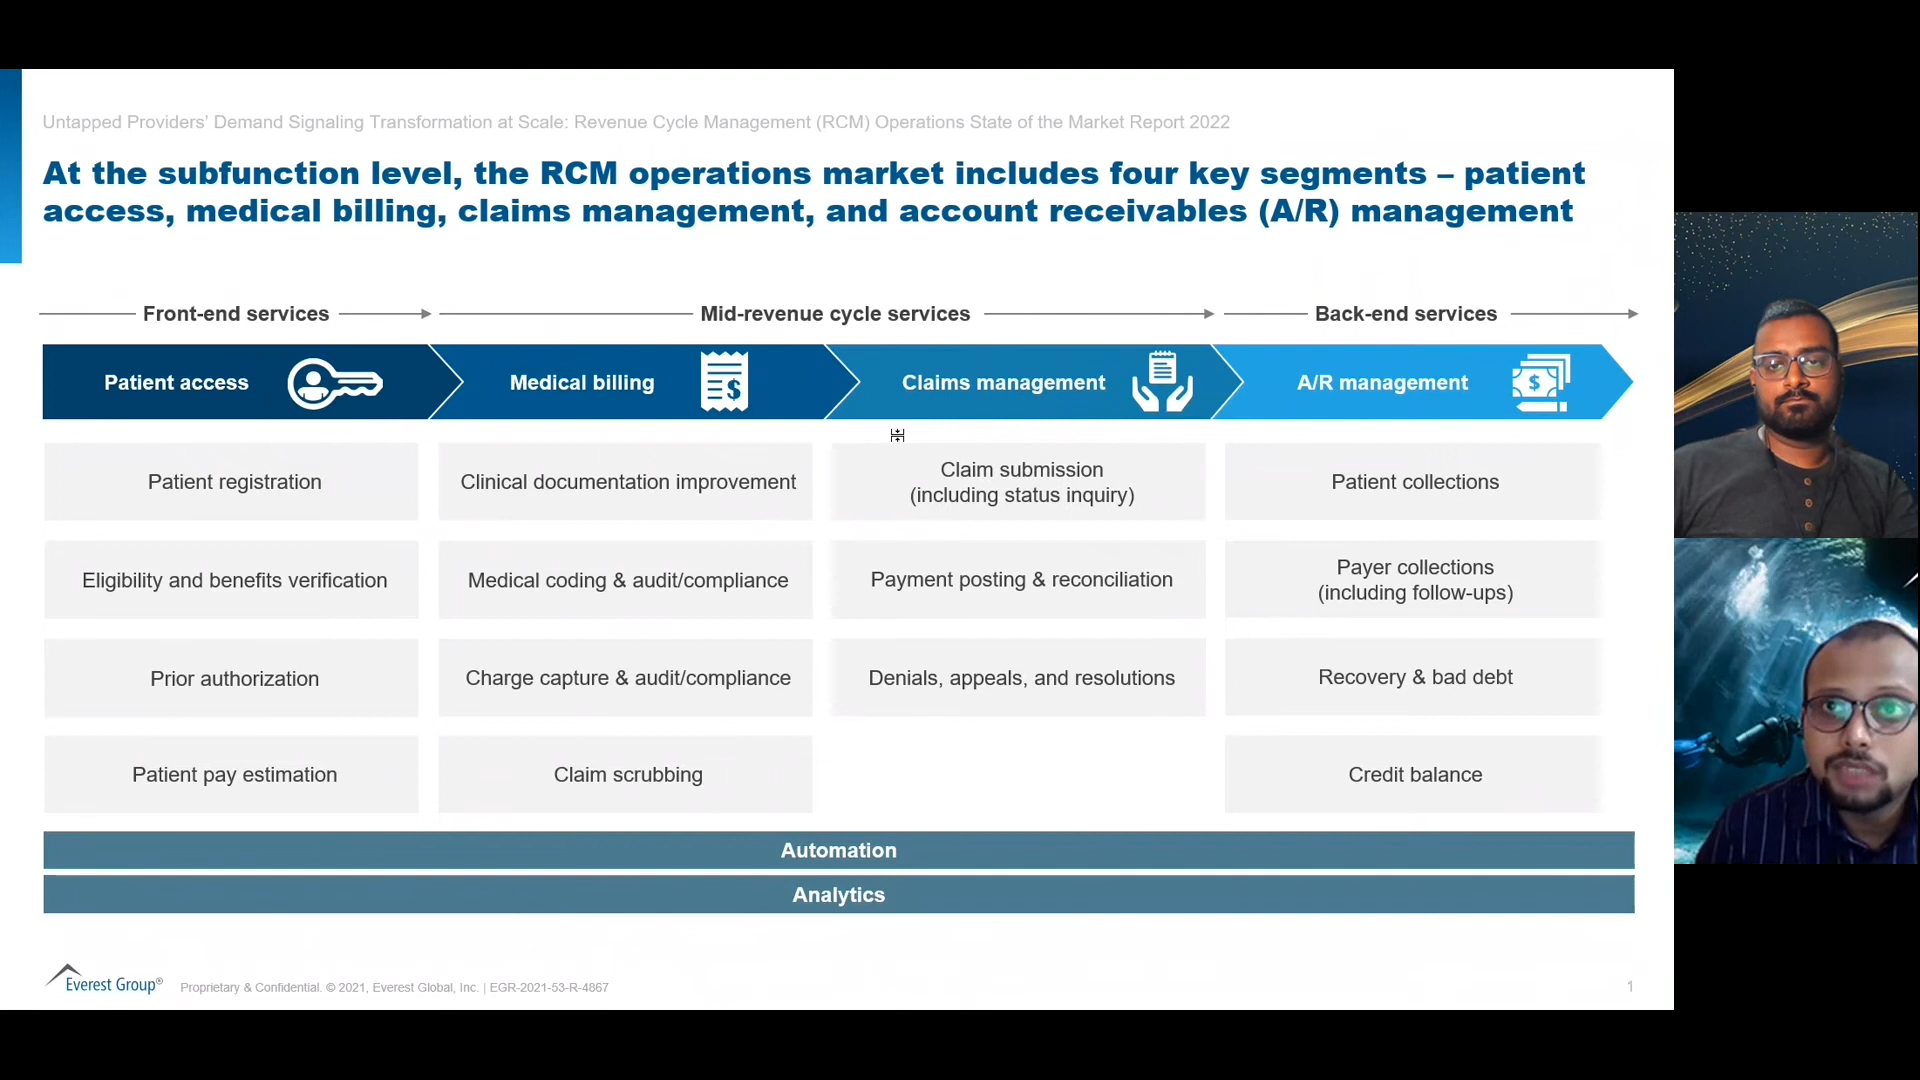 Untapped Providers' Demand Signaling Transformation at Scale: Revenue Cycle Management (RCM) Operations State of the Market Report 2022
At the subfunction level, the RCM operations market includes four key segments – patient
access, medical billing, claims management, and account receivables (A/R) management
Front-end services
Mid-revenue cycle services
Back-end services
Patient access
Medical billing
$
Claims management
A/R management
$
Patient registration
Eligibility and benefits verification
Prior authorization
Patient pay estimation
Clinical documentation improvement
Medical coding & audit/compliance
Charge capture & audit/compliance
Claim scrubbing
Claim submission
(including status inquiry)
Payment posting & reconciliation
Denials, appeals, and resolutions
Patient collections
Payer collections
(including follow-ups)
Recovery & bad debt
Credit balance
Automation
Analytics
Everest Group®
Proprietary & Confidential. © 2021, Everest Global, Inc. | EGR-2021-53-R-4867
1